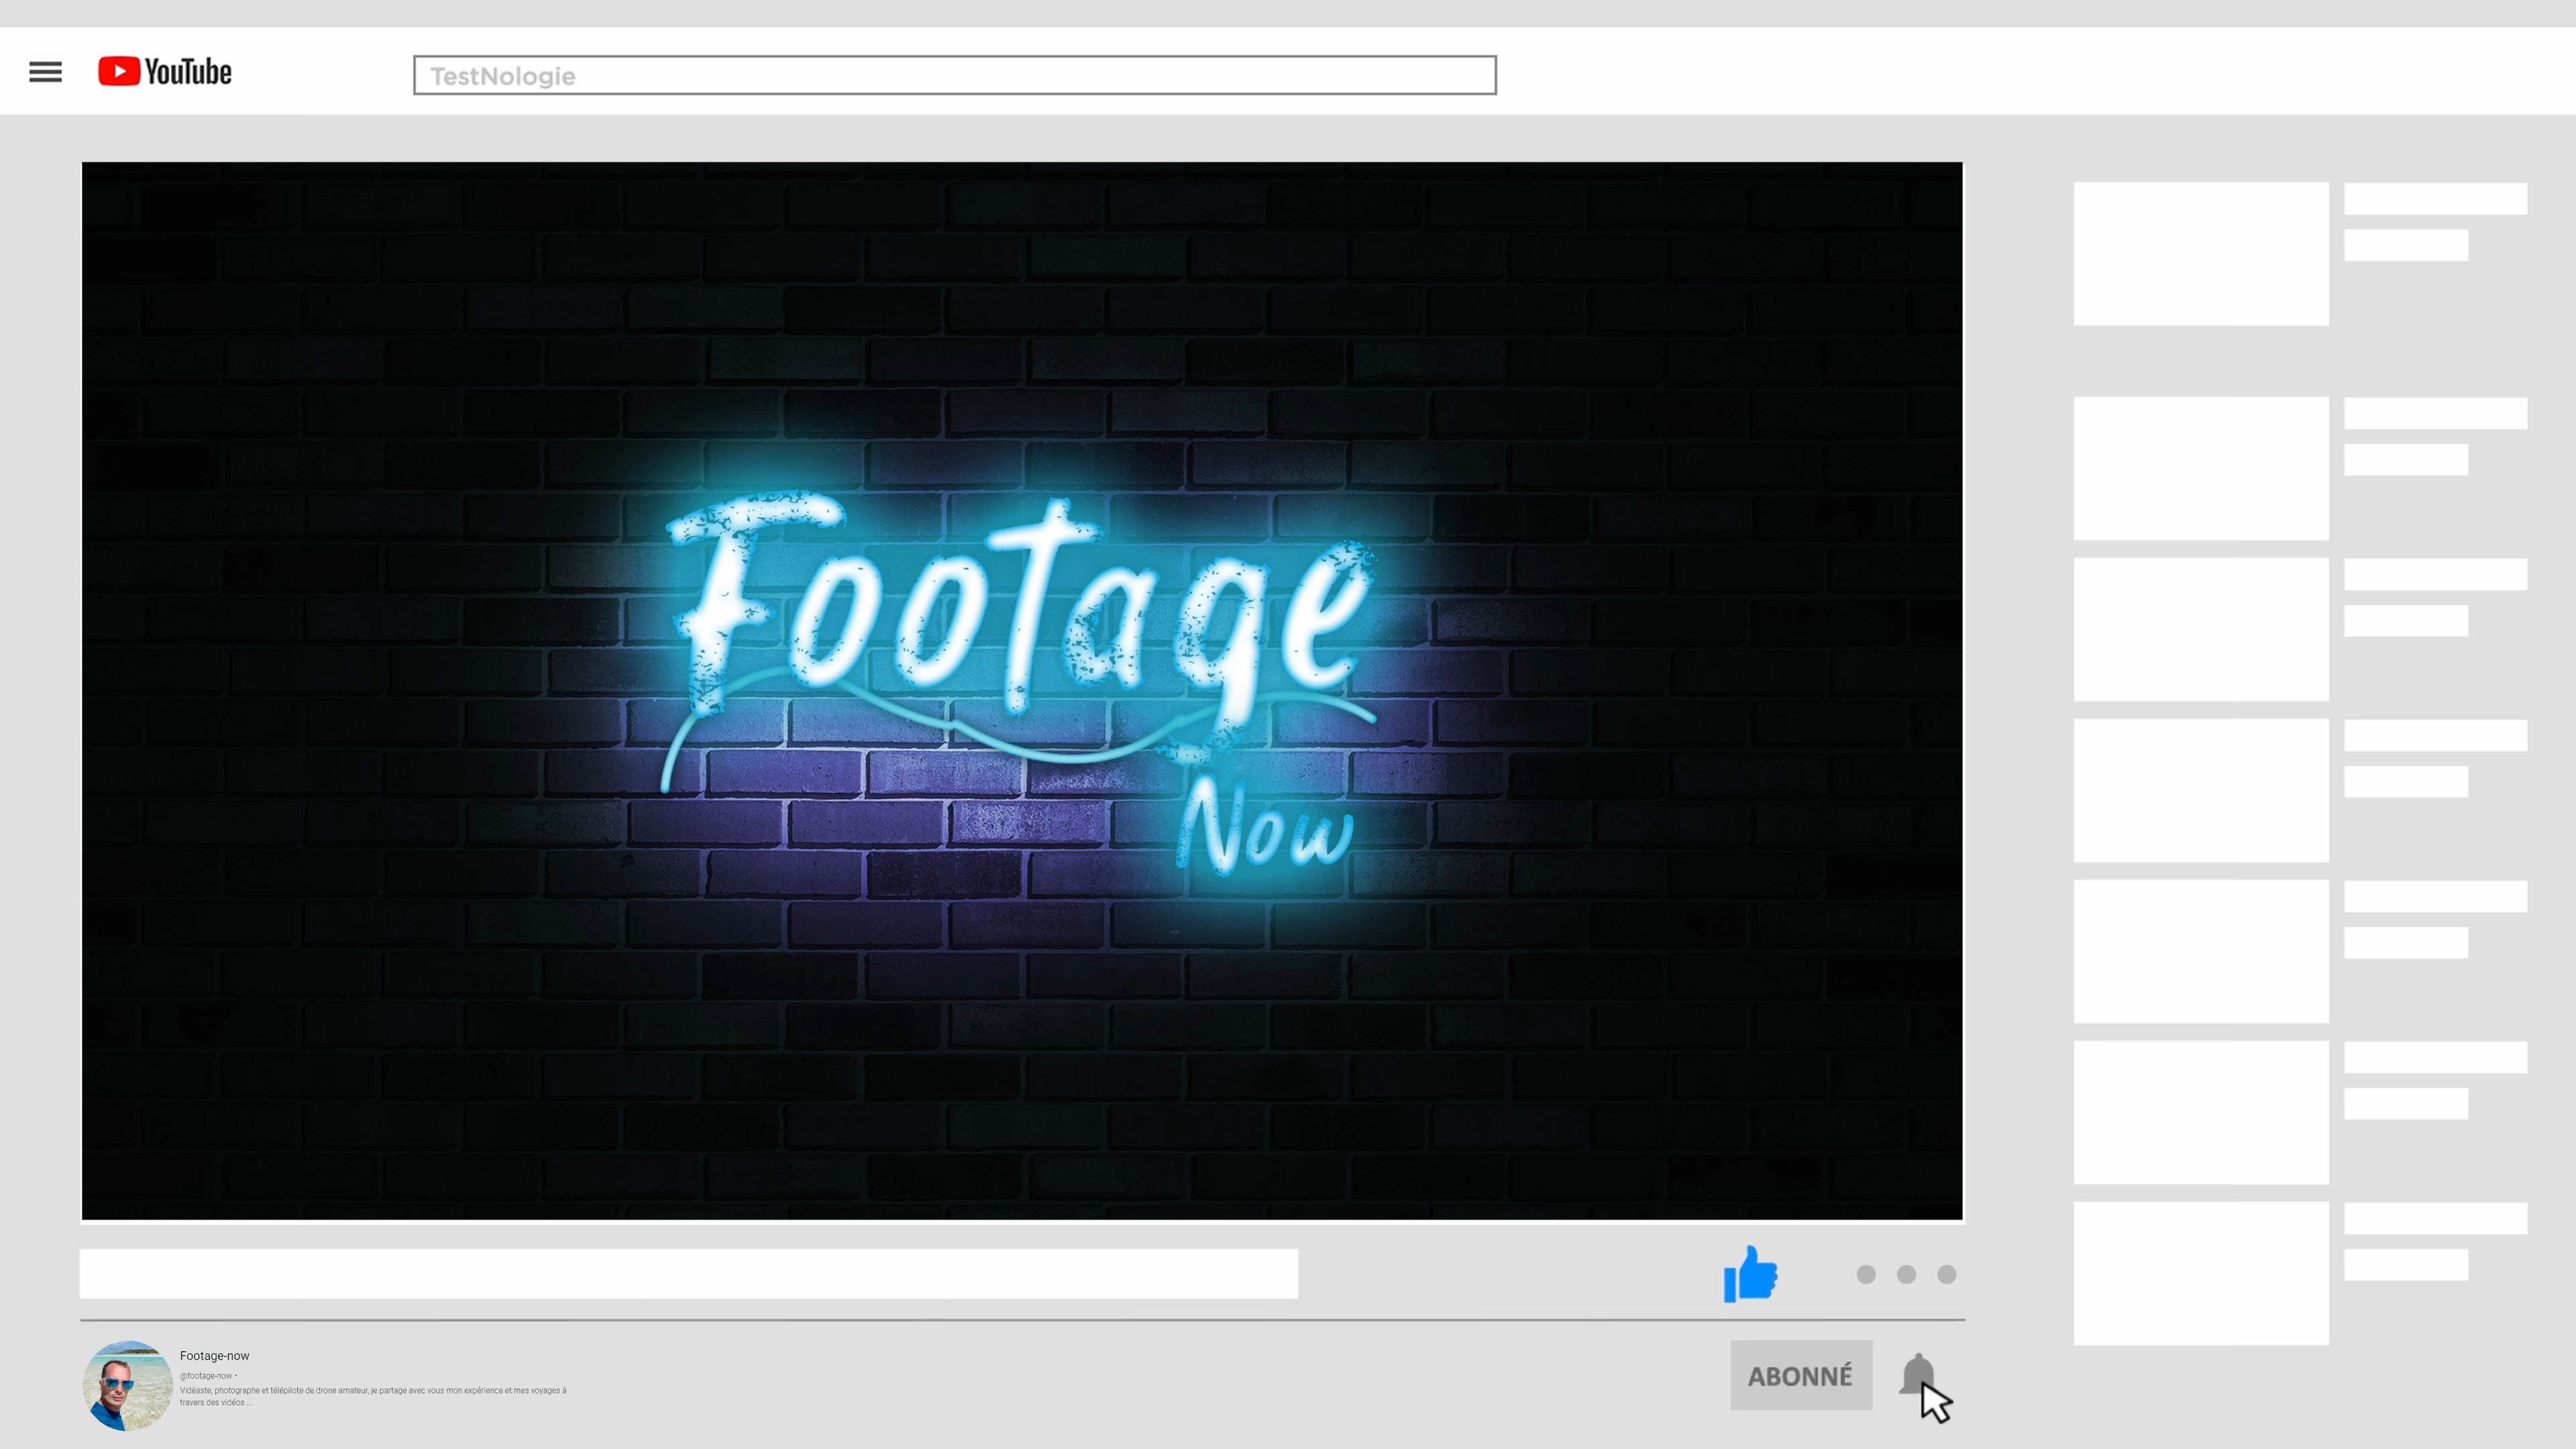 YouTube
TestNologie
Footage
Now
Footage-now
@footage-now •
Vidéaste, photographe et télépilote de drone amateur, je partage avec vous mon expérience et mes voyages à
travers des vidéos ...
ABONNÉ